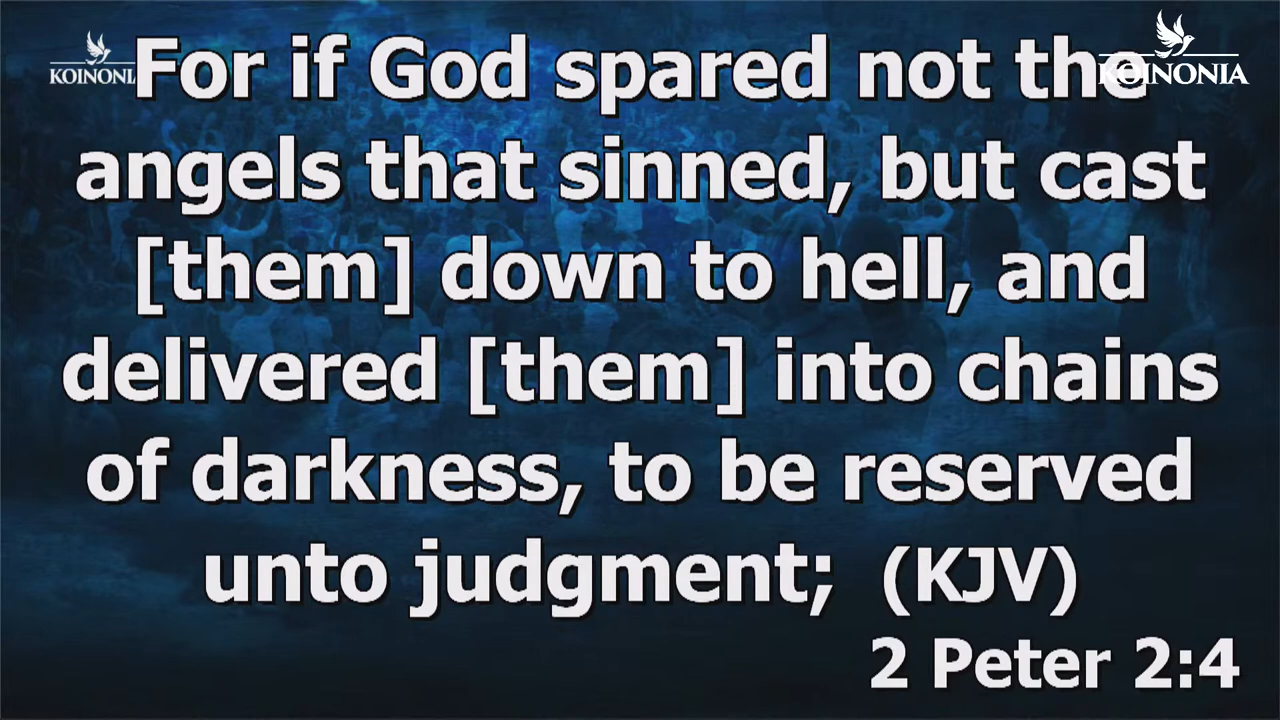 KOINONI
KOINONIA
For if God spared not the
angels that sinned, but cast
[them] down to hell, and
delivered [them] into chains
of darkness, to be reserved
unto judgment; (KJV)
2 Peter 2:4